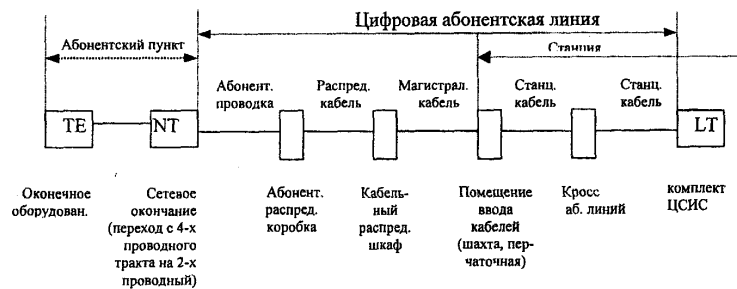 Цифровая абонентская линия
Абонентский пункт
Станция
Абонент.
проводка
Распред.
кабель
Магистрал.
кабель
Станц.
кабель
Станц.
кабель
TE
NT
LT
Оконечное
оборудован.
Сетевое
окончание
(переход с 4-х
проводного
тракта на 2-х
проводный)
Абонент.
распред.
коробка
Кабель-
ный
распред.
шкаф
Помещение
ввода
кабелей
(шахта, пер-
чаточная)
Кросс
аб. линий
комплект
ЦСИС